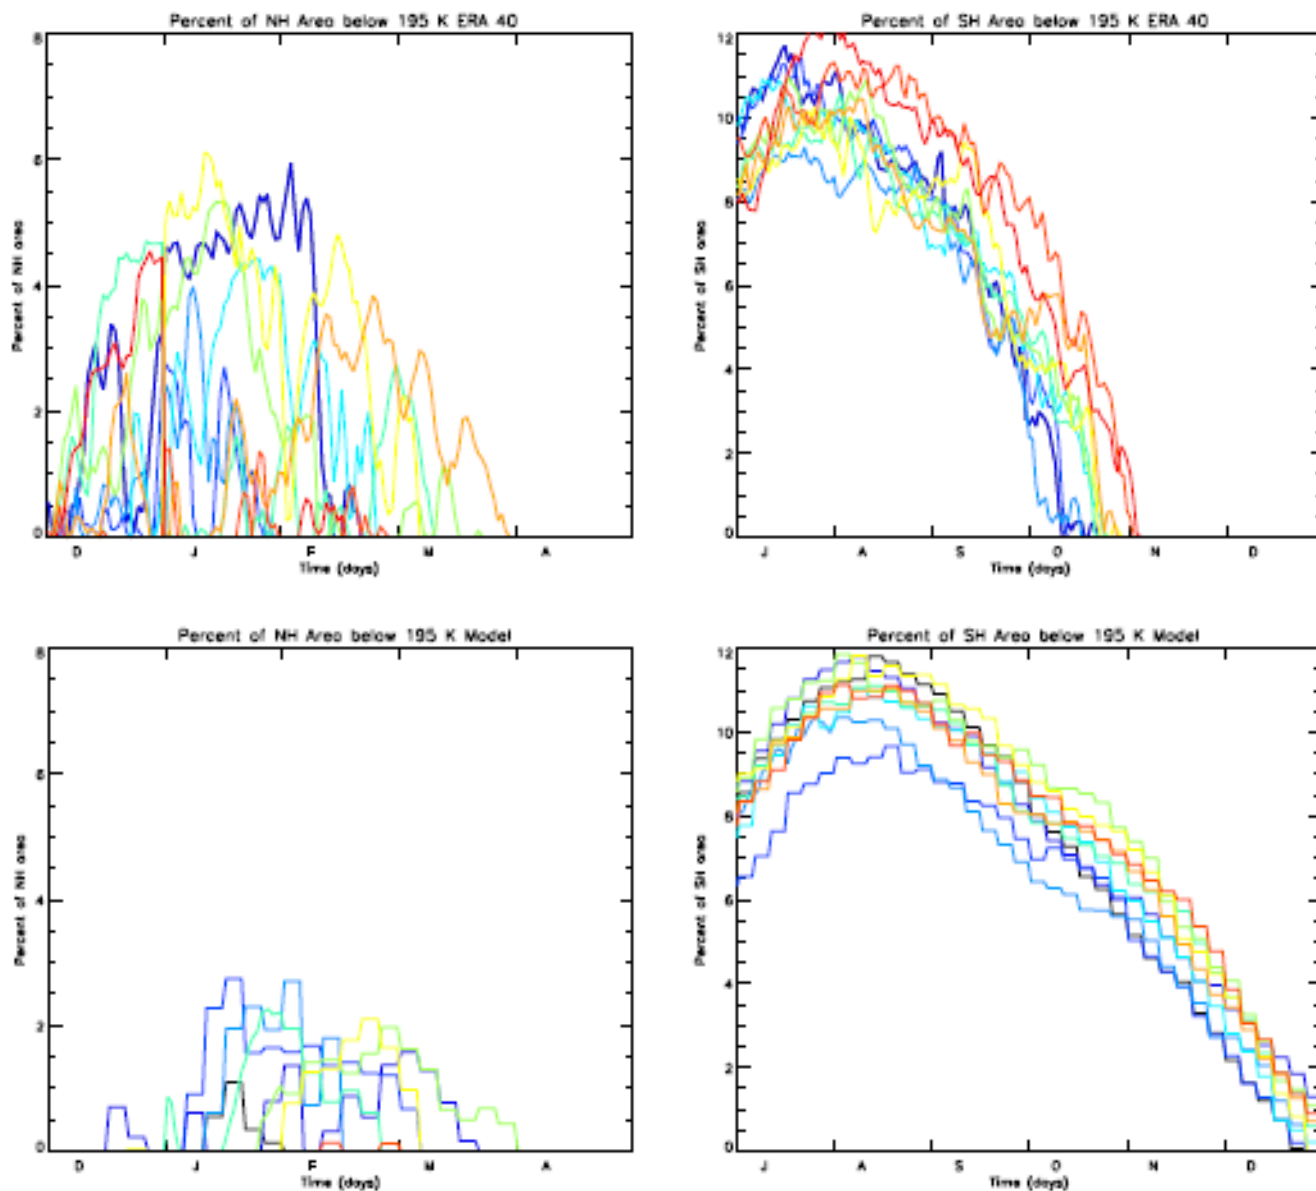 Percent of NH Area below 195 K ERA 40
8
6
4
2
0
Percent of NH area
D J F M A
Time (days)
Percent of SH Area below 195 K ERA 40
12
10
8
6
4
2
0
Percent of SH area
J A S O N D
Time (days)
Percent of NH Area below 195 K Model
8
6
4
2
0
Percent of NH area
D J F M A
Time (days)
Percent of SH Area below 195 K Model
12
10
8
6
4
2
0
Percent of SH area
J A S O N D
Time (days)